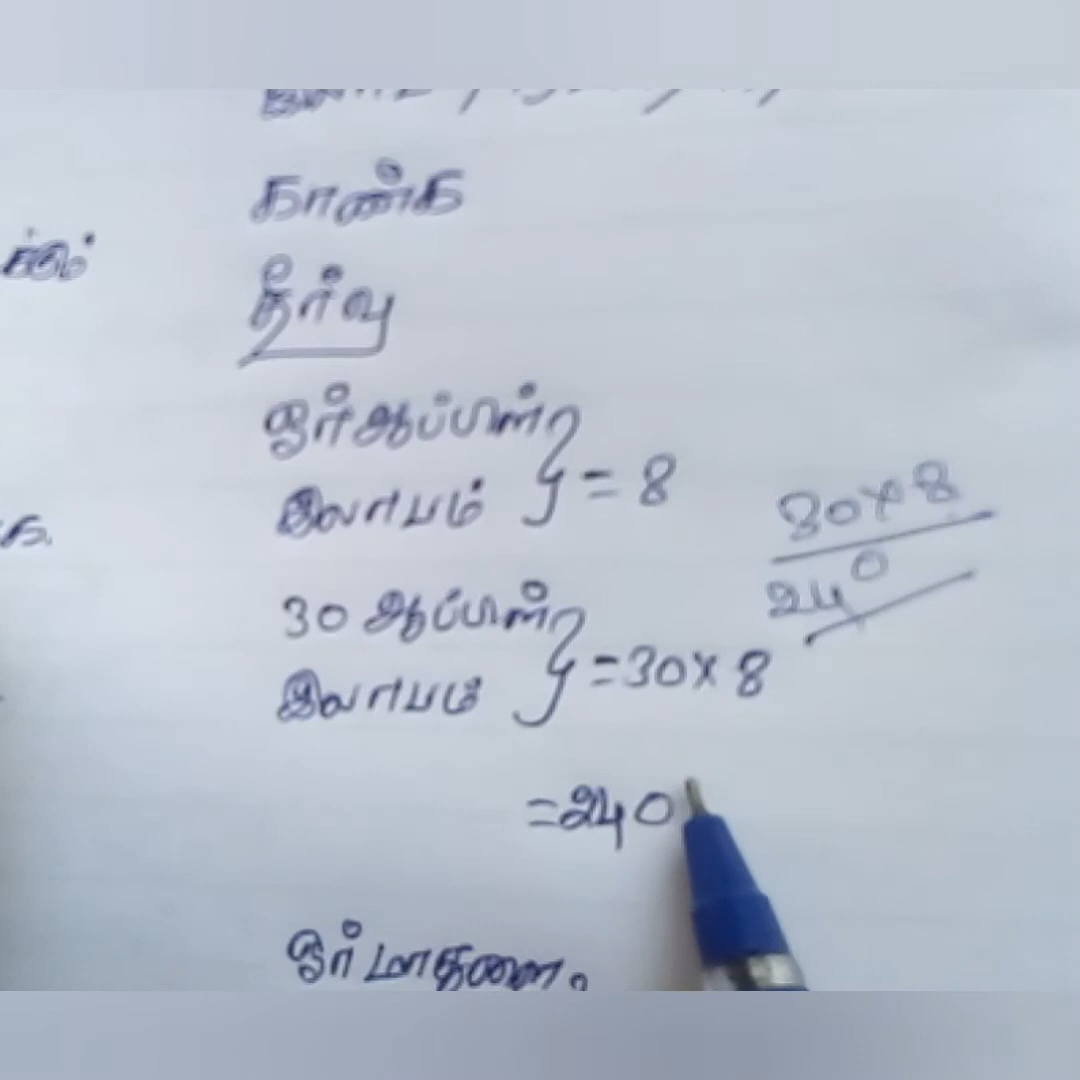 காண்க
க்கும்
தீர்வு
ஓர் ஆப்பிளின்
இலாபம் } = 8
30 × 8
240
க.
30 ஆப்பிளின்
இலாபம் } = 30 × 8
= 240
ஓர் மாதுளை